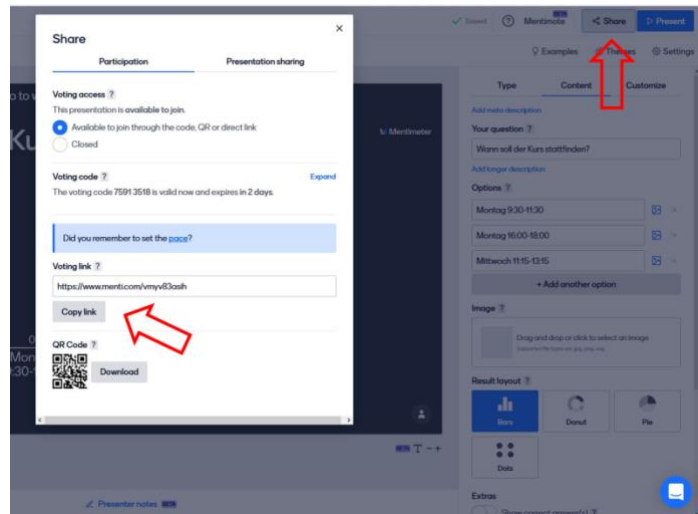 Saved
Mentimote
Share
Present
Share
Examples
Themes
Settings
Participation
Presentation sharing
Type
Content
Customize
Voting access ?
This presentation is available to join.
Available to join through the code, QR or direct link
Closed
Mentimeter
Add meta description
Your question ?
Wann soll der Kurs stattfinden?
Add longer description
Options ?
Voting code ?
Expand
The voting code 7591 3518 is valid now and expires in 2 days.
Montag 9:30-11:30
Montag 16:00-18:00
Mittwoch 11:15-13:15
+ Add another option
Did you remember to set the pace?
Voting link ?
https://www.menti.com/vmyv83asih
Copy link
Image ?
Drag and drop or click to select an image
QR Code ?
Download
Result layout ?
Bars
Donut
Pie
Dots
Presenter notes
Extras